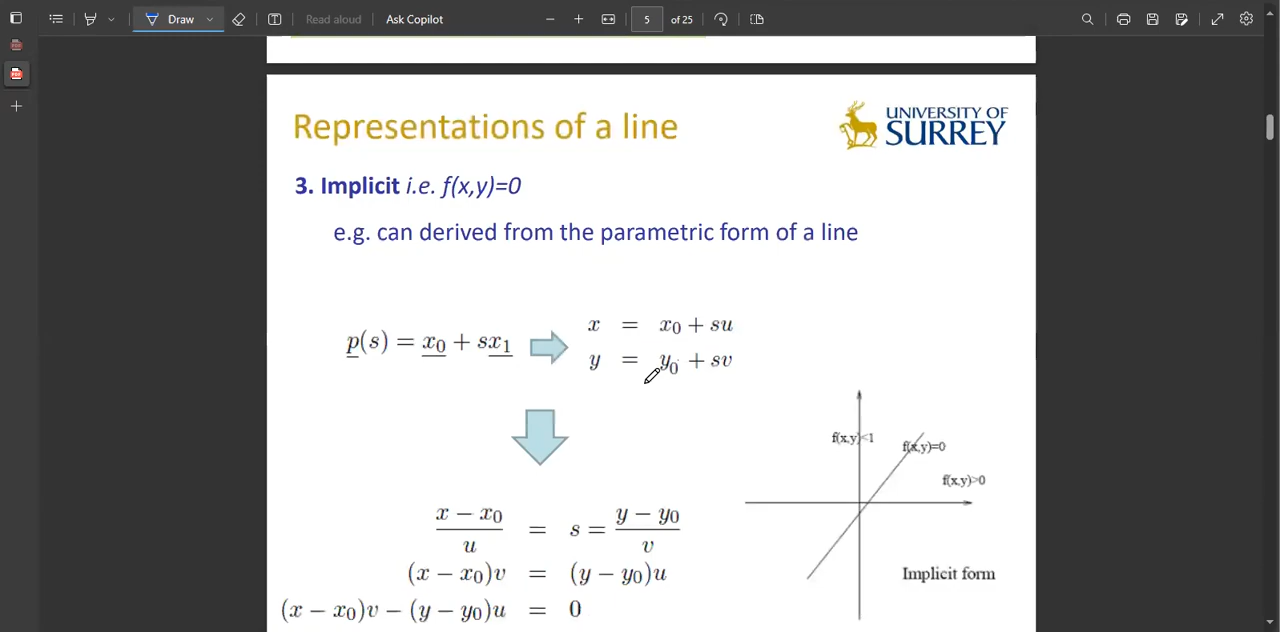 Draw
Read aloud
Ask Copilot
5
of 25
Representations of a line
UNIVERSITY OF
SURREY
3. Implicit i.e. f(x,y)=0
e.g. can derived from the parametric form of a line
p(s) = x0 + sx1
x = x0 + su
y = y0 + sv
f(x,y)<1
f(x,y)=0
f(x,y)>0
Implicit form
x − x0 / u = s = y − y0 / v
(x − x0)v = (y − y0)u
(x − x0)v − (y − y0)u = 0